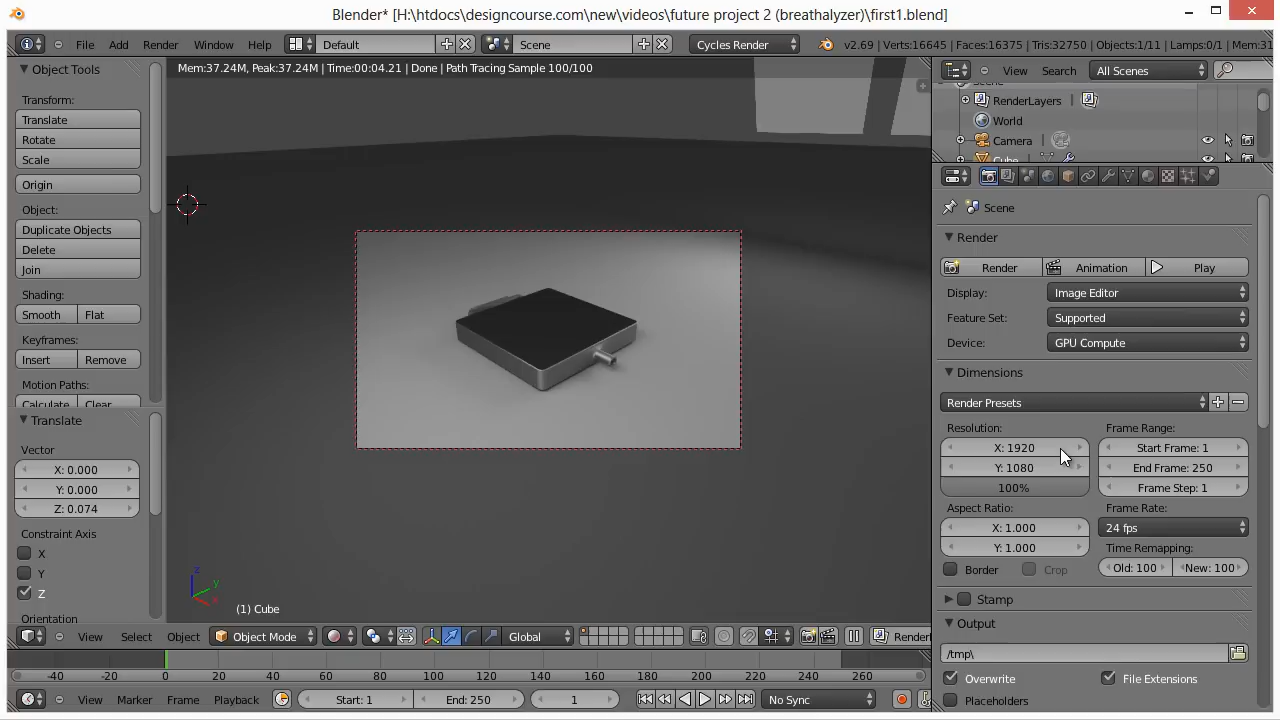 Blender* [H:\htdocs\designcourse.com\new\videos\future project 2 (breathalyzer)\first1.blend]
File Add Render Window Help Default Scene Cycles Render v2.69 | Verts:16645 | Faces:16375 | Tris:32750 | Objects:1/11 | Lamps:0/1 | Mem:31
Object Tools
Transform:
Translate
Rotate
Scale
Origin
Object:
Duplicate Objects
Delete
Join
Shading:
Smooth Flat
Keyframes:
Insert Remove
Motion Paths:
Calculate Clear
Translate
Vector
X: 0.000
Y: 0.000
Z: 0.074
Constraint Axis
X
Y
Z
Orientation
Mem:37.24M, Peak:37.24M | Time:00:04.21 | Done | Path Tracing Sample 100/100
z
y
x
(1) Cube
View Select Object Object Mode Global
-40 -20 0 20 40 60 80 100 120 140 160 180 200 220 240 260
View Marker Frame Playback Start: 1 End: 250 1 No Sync
View Search All Scenes
Scene
RenderLayers
World
Camera
Cube
Scene
Render
Render Animation Play
Display: Image Editor
Feature Set: Supported
Device: GPU Compute
Dimensions
Render Presets
Resolution: Frame Range:
X: 1920 Start Frame: 1
Y: 1080 End Frame: 250
100% Frame Step: 1
Aspect Ratio: Frame Rate:
X: 1.000 24 fps
Y: 1.000 Time Remapping:
Border Crop Old: 100 New: 100
Stamp
Output
/tmp\
Overwrite File Extensions
Placeholders